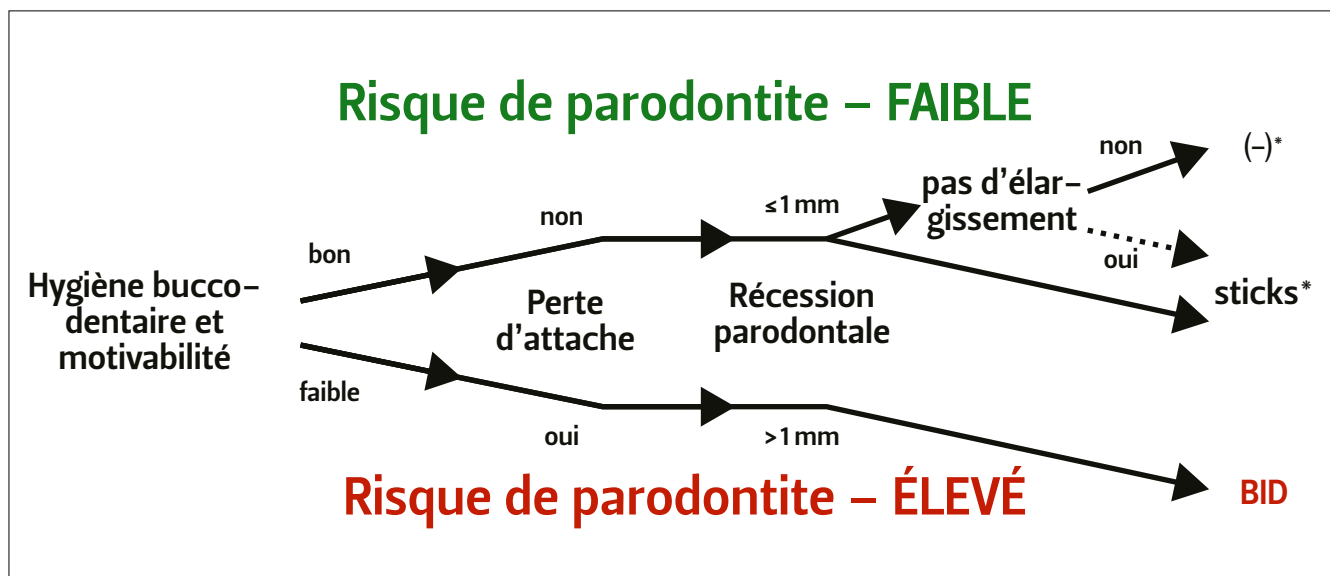 Risque de parodontite – FAIBLE
non
(–)*
pas d'élar–
gissement
≤1 mm
non
bon
oui
Hygiène bucco–
dentaire et
motivabilité
Perte
d'attache
Récession
parodontale
sticks*
faible
oui
>1 mm
Risque de parodontite – ÉLEVÉ
BID